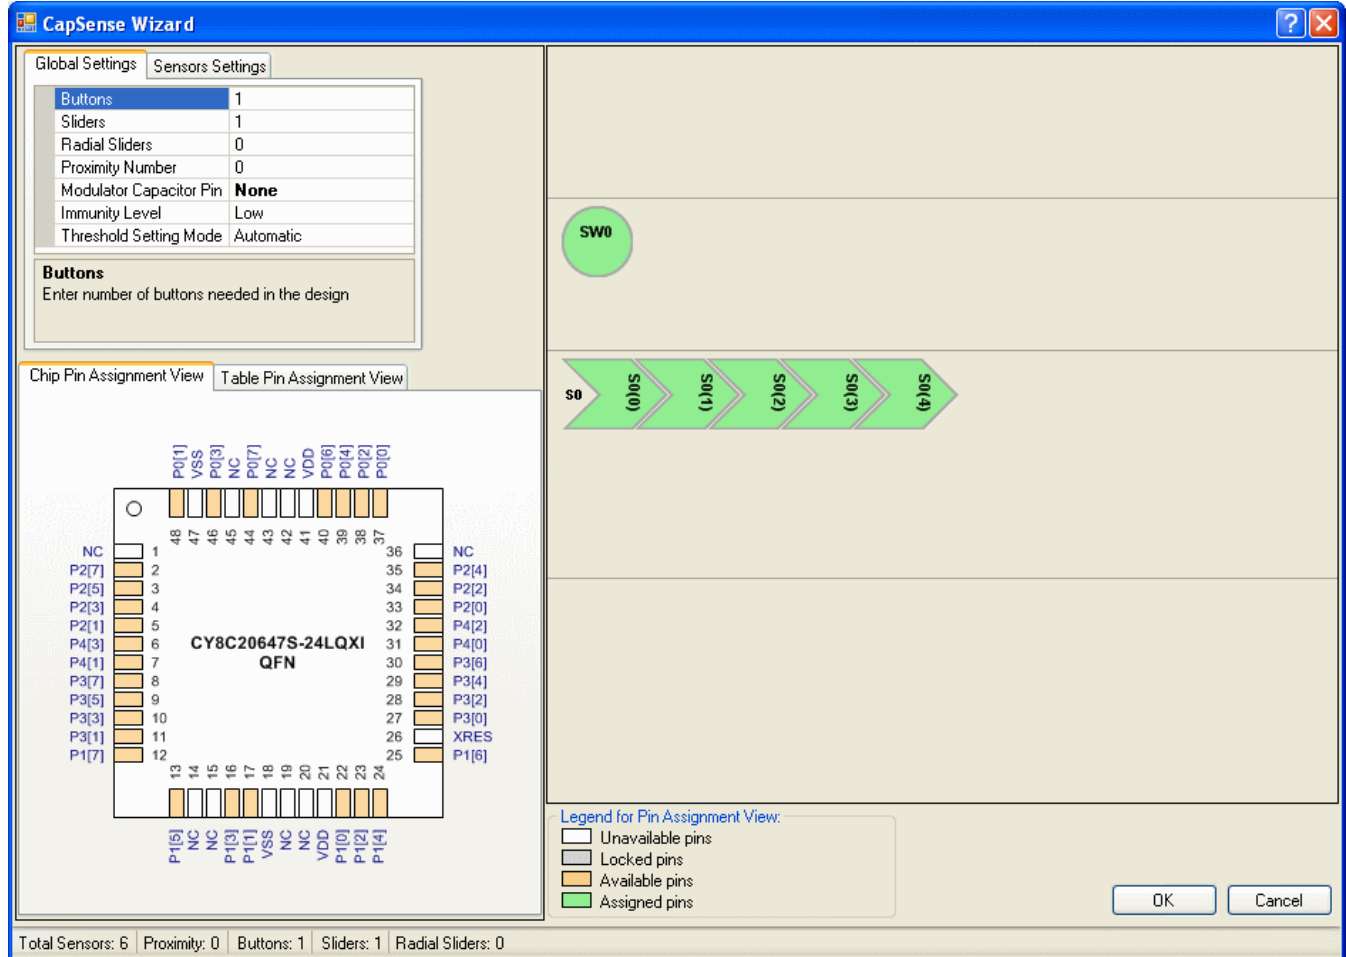 CapSense Wizard
Global Settings Sensors Settings
Buttons 1
Sliders 1
Radial Sliders 0
Proximity Number 0
Modulator Capacitor Pin None
Immunity Level Low
Threshold Setting Mode Automatic
Buttons
Enter number of buttons needed in the design
Chip Pin Assignment View Table Pin Assignment View
P0[1] VSS P0[3] NC P0[7] NC NC VDD P0[6] P0[4] P0[2] P0[0]
48 47 46 45 44 43 42 41 40 39 38 37
NC 1 36 NC
P2[7] 2 35 P2[4]
P2[5] 3 34 P2[2]
P2[3] 4 33 P2[0]
P2[1] 5 32 P4[2]
P4[3] 6 CY8C20647S-24LQXI 31 P4[0]
P4[1] 7 QFN 30 P3[6]
P3[7] 8 29 P3[4]
P3[5] 9 28 P3[2]
P3[3] 10 27 P3[0]
P3[1] 11 26 XRES
P1[7] 12 25 P1[6]
13 14 15 16 17 18 19 20 21 22 23 24
P1[5] NC NC P1[3] P1[1] VSS NC NC VDD P1[0] P1[2] P1[4]
SW0
S0 S0(0) S0(1) S0(2) S0(3) S0(4)
Legend for Pin Assignment View:
Unavailable pins
Locked pins
Available pins
Assigned pins
OK Cancel
Total Sensors: 6 Proximity: 0 Buttons: 1 Sliders: 1 Radial Sliders: 0